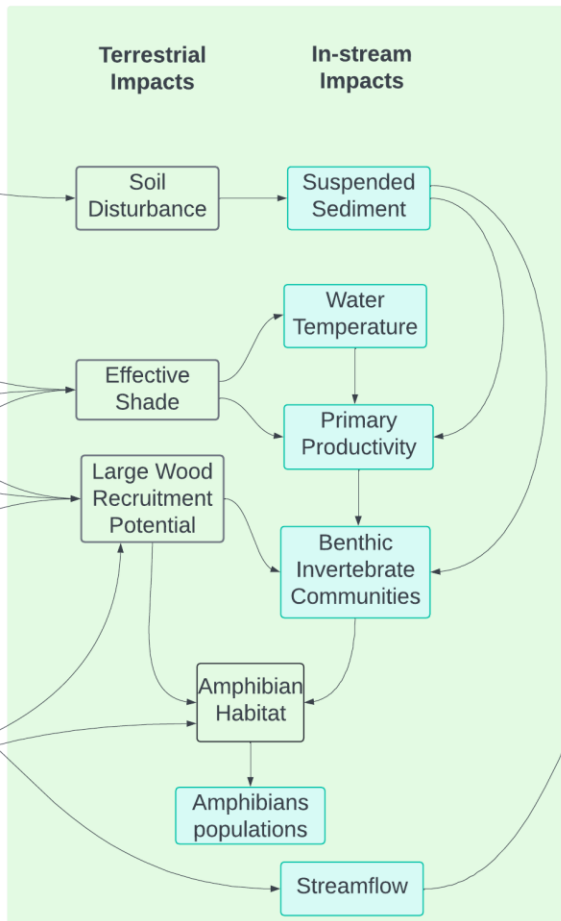 Terrestrial
Impacts
In-stream
Impacts
Soil
Disturbance
Suspended
Sediment
Water
Temperature
Effective
Shade
Primary
Productivity
Large Wood
Recruitment
Potential
Benthic
Invertebrate
Communities
Amphibian
Habitat
Amphibians
populations
Streamflow